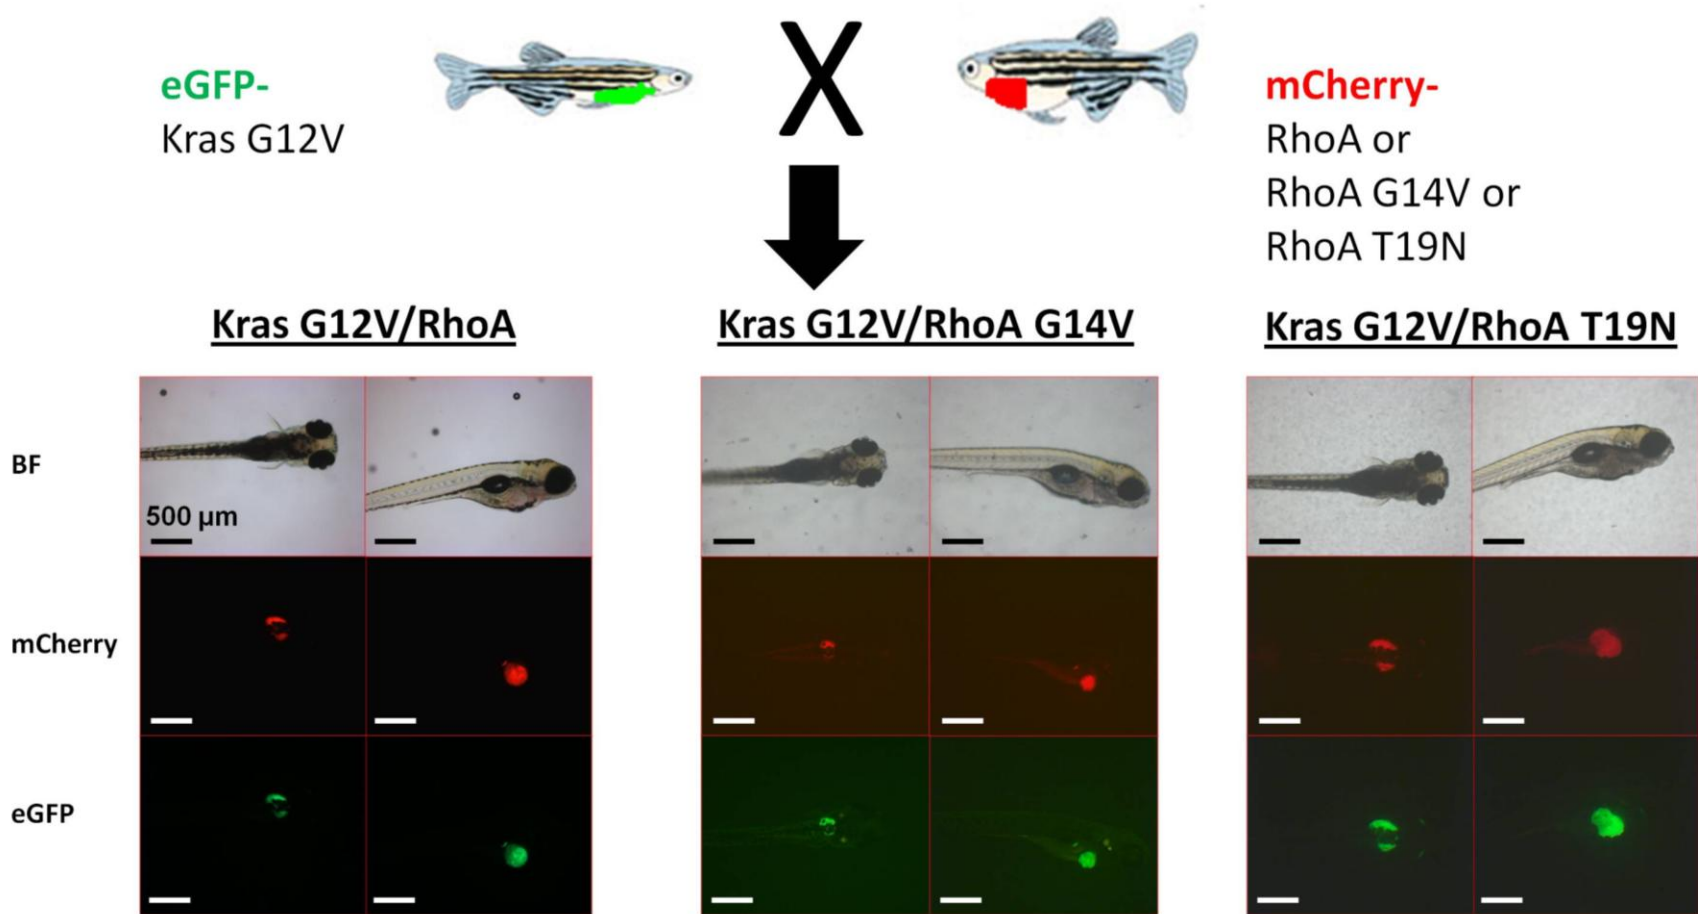 eGFP-
Kras G12V
X
mCherry-
RhoA or
RhoA G14V or
RhoA T19N
Kras G12V/RhoA
Kras G12V/RhoA G14V
Kras G12V/RhoA T19N
BF
500 µm
mCherry
eGFP